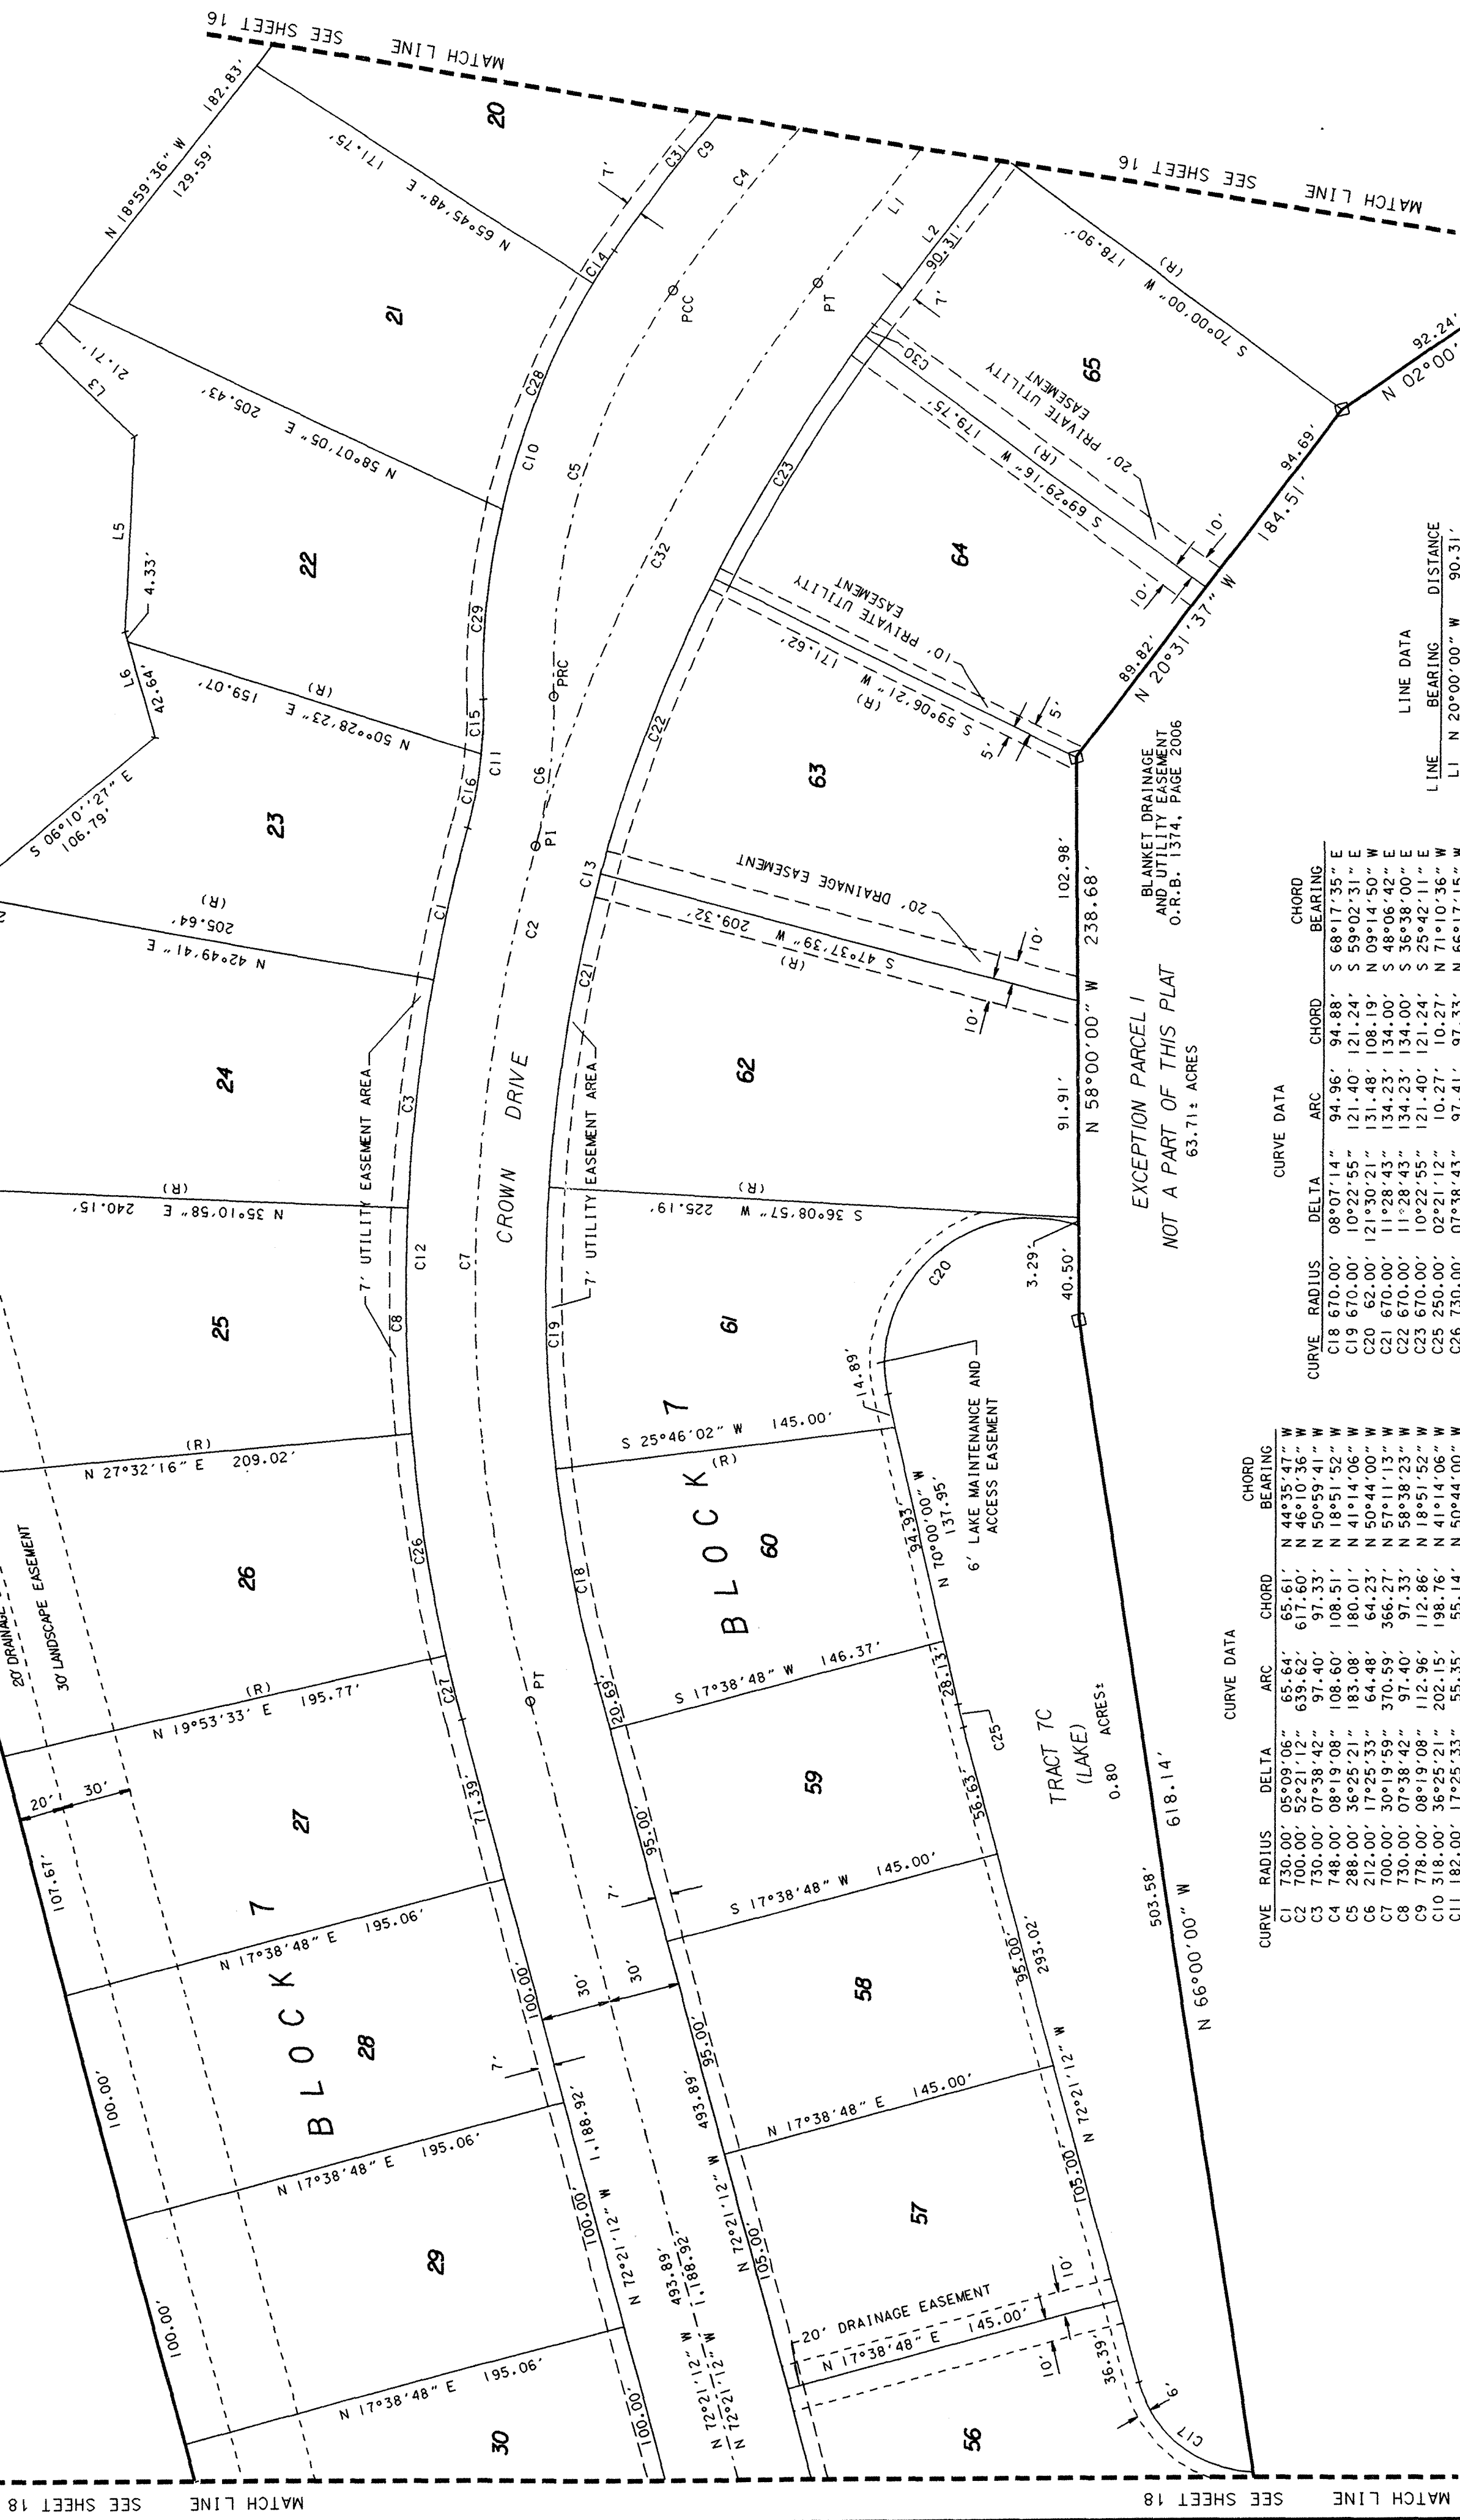 MATCH LINE SEE SHEET 16
N 18°59'36" W 182.83'
129.59'
20
171.75'
N 65°45'48" E
7'
C31
C9
C4
L1
C14
21
L3
21.71'
205.43'
N 58°07'05" E
C28
C10
C5
PCC
PT
L2
90.31'
7'
MATCH LINE SEE SHEET 16
178.90'
(R)
S 70°00'00" W
65
92.24'
N 02°00'
L5
22
4.33'
C29
C32
C23
C30
20' PRIVATE UTILITY
EASEMENT
179.75'
(R)
S 69°29'16" W
64
10'
10'
94.69'
184.51'
L6
42.64'
159.07'
(R)
N 50°28'23" E
C15
PRC
10' PRIVATE UTILITY
EASEMENT
171.62'
S 59°06'21" W
(R)
5'
5'
89.82'
N 20°31'37" W
S 06°10'27" E
106.79'
23
C16
C11
C6
PI
C22
63
BLANKET DRAINAGE
AND UTILITY EASEMENT
O.R.B. 1374, PAGE 2006
205.64'
(R)
N 42°49'41" E
C1
C2
C13
20' DRAINAGE EASEMENT
209.32'
S 47°37'39" W
(R)
10'
10'
102.98'
238.68'
24
C3
7' UTILITY EASEMENT AREA
C21
7' UTILITY EASEMENT AREA
62
91.91'
N 58°00'00" W
EXCEPTION PARCEL 1
NOT A PART OF THIS PLAT
63.71± ACRES
(R)
240.15'
N 35°10'58" E
C12
C7
CROWN DRIVE
(R)
225.19'
S 36°08'57" W
3.29'
40.50'
25
C8
C19
61
C20
14.89'
6' LAKE MAINTENANCE AND
ACCESS EASEMENT
(R)
N 27°32'16" E 209.02'
S 25°46'02" W 145.00'
(R)
20' DRAINAGE
30' LANDSCAPE EASEMENT
26
C26
C18
BLOCK 7
60
94.93'
N 70°00'00" W
137.95'
(R)
N 19°53'33' E 195.77'
C27
PT
20.69'
S 17°38'48" W 146.37'
28.13'
C25
20'
30'
107.67'
27
71.39'
95.00'
59
56.63'
TRACT 7C
(LAKE)
0.80 ACRES±
618.14'
503.58'
N 66°00'00" W
N 17°38'48" E 195.06'
7'
S 17°38'48" W 145.00'
BLOCK 7
28
100.00'
100.00'
30'
30'
58
95.00'
95.00'
293.02'
7'
N 17°38'48" E 195.06'
1,188.92'
493.89'
N 17°38'48" E 145.00'
N 72°21'12" W
29
100.00'
100.00'
N 72°21'12" W
N 72°21'12" W
105.00'
57
105.00'
493.89'
1,188.92'
N 72°21'12" W
N 72°21'12" W
20' DRAINAGE EASEMENT
N 17°38'48" E 145.00'
10'
10'
N 17°38'48" E 195.06'
30
100.00'
56
36.39'
6'
C17
MATCH LINE SEE SHEET 18
MATCH LINE SEE SHEET 18
LINE DATA
LINE BEARING DISTANCE
L1 N 20°00'00" W 90.31'
CURVE DATA
CURVE RADIUS DELTA ARC CHORD CHORD BEARING
C18 670.00' 08°07'14" 94.96' 94.88' S 68°17'35" E
C19 670.00' 10°22'55" 121.40' 121.24' S 59°02'31" E
C20 62.00' 121°30'21" 131.48' 108.19' N 09°14'50" W
C21 670.00' 11°28'43" 134.23' 134.00' S 48°06'42" E
C22 670.00' 11°28'43" 134.23' 134.00' S 36°38'00" E
C23 670.00' 10°22'55" 121.40' 121.24' S 25°42'11" E
C25 250.00' 02°21'12" 10.27' 10.27' N 71°10'36" W
C26 730.00' 07°38'43" 97.41' 97.33' N 66°17'15" W
CURVE DATA
CURVE RADIUS DELTA ARC CHORD CHORD BEARING
C1 730.00' 05°09'06" 65.64' 65.61' N 44°35'47" W
C2 700.00' 52°21'12" 639.62' 617.60' N 46°10'36" W
C3 730.00' 07°38'42" 97.40' 97.33' N 50°59'41" W
C4 748.00' 08°19'08" 108.60' 108.51' N 18°51'52" W
C5 288.00' 36°25'21" 183.08' 180.01' N 41°14'06" W
C6 212.00' 17°25'33" 64.48' 64.23' N 50°44'00" W
C7 700.00' 30°19'59" 370.59' 366.27' N 57°11'13" W
C8 730.00' 07°38'42" 97.40' 97.33' N 58°38'23" W
C9 778.00' 08°19'08" 112.96' 112.86' N 18°51'52" W
C10 318.00' 36°25'21" 202.15' 198.76' N 41°14'06" W
C11 182.00' 17°25'33" 55.35' 55.14' N 50°44'00" W